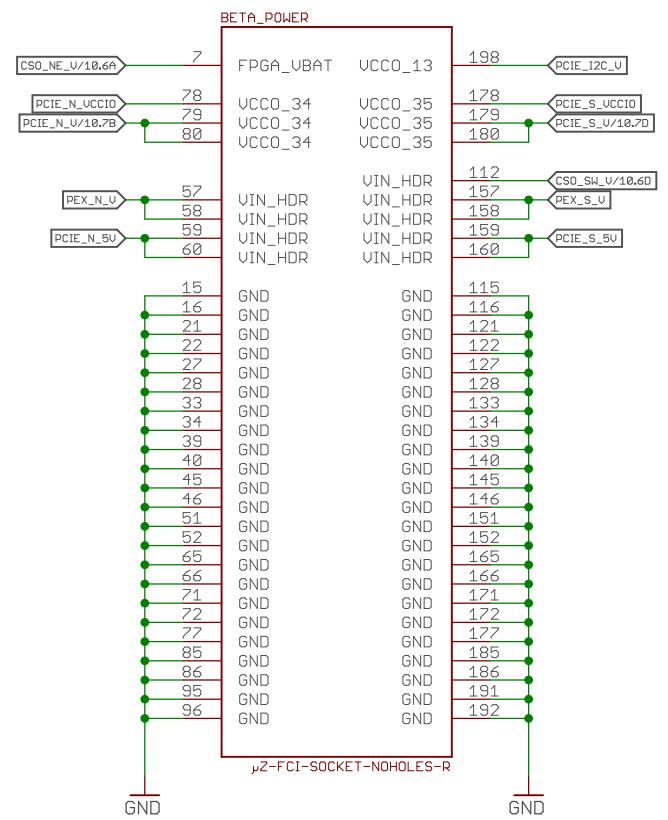 BETA_POWER
CSO_NE_V/10.6A 7 FPGA_VBAT VCCO_13 198 PCIE_I2C_V
PCIE_N_VCCIO 78 VCCO_34 VCCO_35 178 PCIE_S_VCCIO
PCIE_N_V/10.7B 79 VCCO_34 VCCO_35 179 PCIE_S_V/10.7D
80 VCCO_34 VCCO_35 180
VIN_HDR 112 CSO_SW_V/10.6D
PEX_N_V 57 VIN_HDR VIN_HDR 157 PEX_S_V
58 VIN_HDR VIN_HDR 158
PCIE_N_5V 59 VIN_HDR VIN_HDR 159 PCIE_S_5V
60 VIN_HDR VIN_HDR 160
15 GND GND 115
16 GND GND 116
21 GND GND 121
22 GND GND 122
27 GND GND 127
28 GND GND 128
33 GND GND 133
34 GND GND 134
39 GND GND 139
40 GND GND 140
45 GND GND 145
46 GND GND 146
51 GND GND 151
52 GND GND 152
65 GND GND 165
66 GND GND 166
71 GND GND 171
72 GND GND 172
77 GND GND 177
85 GND GND 185
86 GND GND 186
95 GND GND 191
96 GND GND 192
µZ-FCI-SOCKET-NOHOLES-R
GND GND